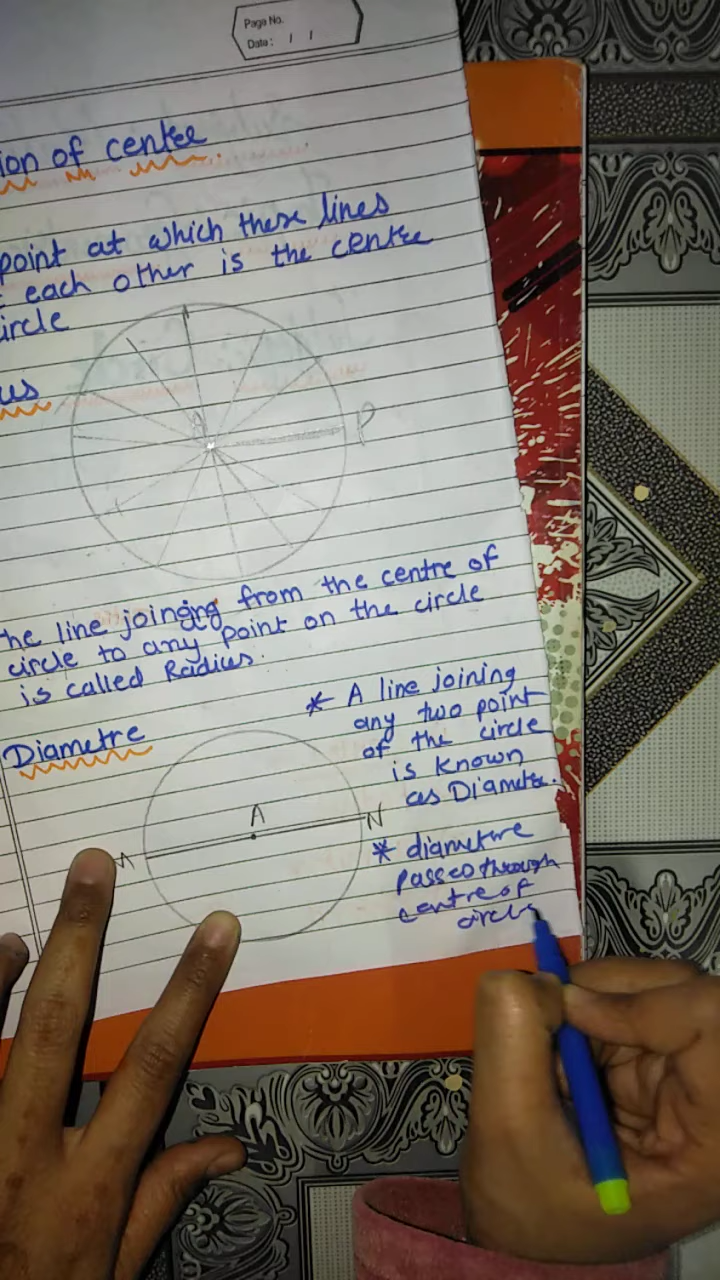 Page No.
Date: / /
ion of centre
point at which these lines
t each other is the centre
ircle
us
P
he line joining from the centre of
circle to any point on the circle
is called Radius.
Diametre
* A line joining
any two point
of the circle
is known
as Diametre.
A
M
N
* diametre
passes through
centre of
circle